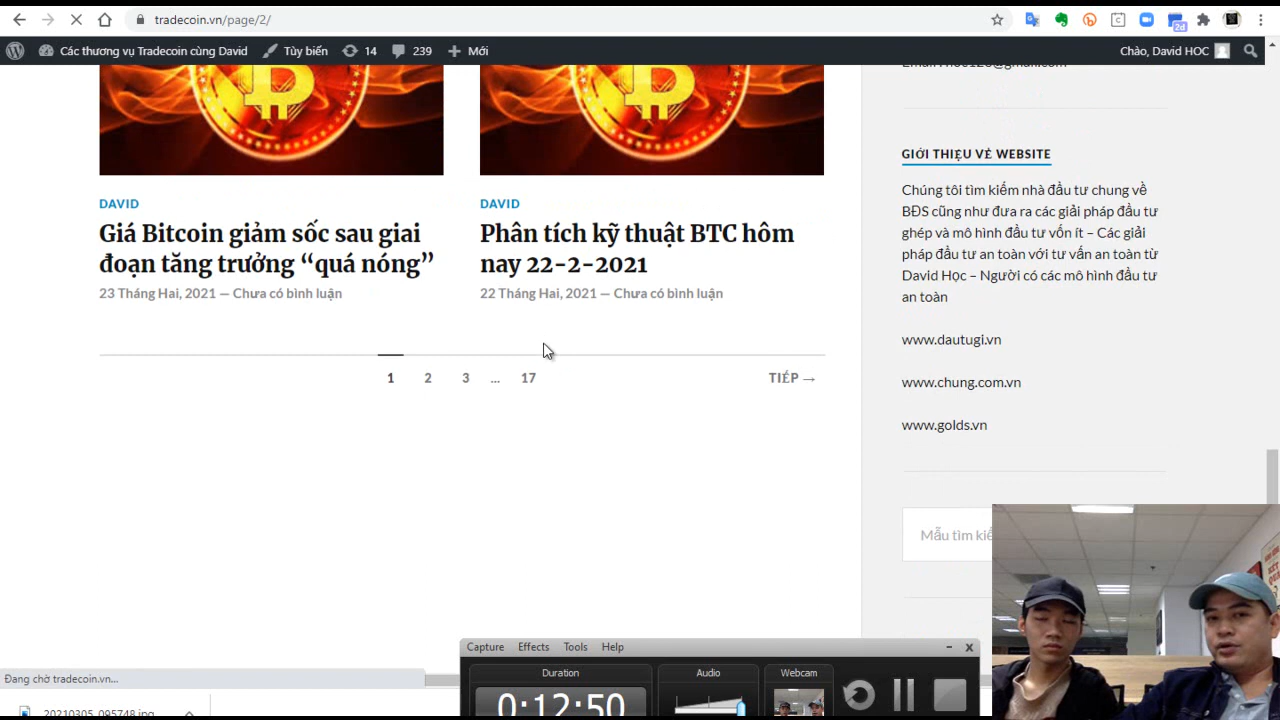 tradecoin.vn/page/2/
Các thương vụ Tradecoin cùng David
Tùy biến
14
239
Mới
Chào, David HOC
DAVID
Giá Bitcoin giảm sốc sau giai
đoạn tăng trưởng “quá nóng”
23 Tháng Hai, 2021 — Chưa có bình luận
DAVID
Phân tích kỹ thuật BTC hôm
nay 22-2-2021
22 Tháng Hai, 2021 — Chưa có bình luận
1 2 3 … 17
TIẾP →
GIỚI THIỆU VỀ WEBSITE
Chúng tôi tìm kiếm nhà đầu tư chung về
BĐS cũng như đưa ra các giải pháp đầu tư
ghép và mô hình đầu tư vốn ít – Các giải
pháp đầu tư an toàn với tư vấn an toàn từ
David Học – Người có các mô hình đầu tư
an toàn
www.dautugi.vn
www.chung.com.vn
www.golds.vn
Mẫu tìm
Capture Effects Tools Help
Duration
Audio
Webcam
0:12:50
Đang chờ tradecoin.vn...
20210305_095748.jpg
2d